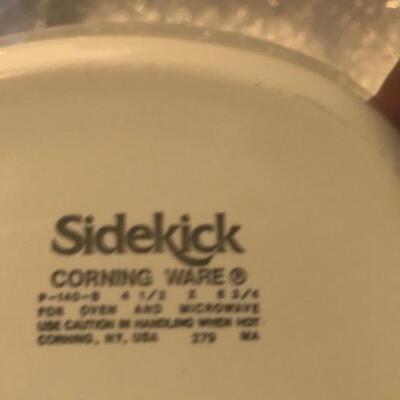 Sidekick
CORNING WARE®
P-140-B 4 1/2 X 6 3/4
FOR OVEN AND MICROWAVE
USE CAUTION IN HANDLING WHEN HOT
CORNING, NY, USA 279 MA